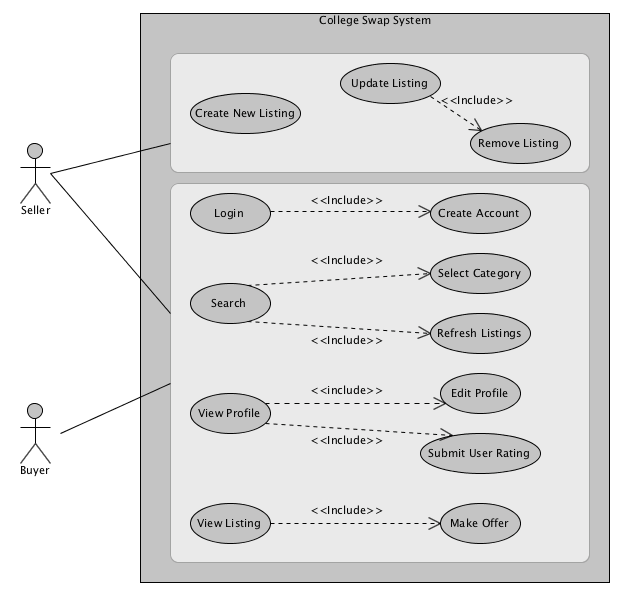 College Swap System
Update Listing
<<Include>>
Create New Listing
Remove Listing
Seller
Login
<<Include>>
Create Account
<<Include>>
Select Category
Search
Refresh Listings
<<Include>>
<<include>>
Edit Profile
View Profile
<<Include>>
Submit User Rating
Buyer
<<Include>>
View Listing
Make Offer